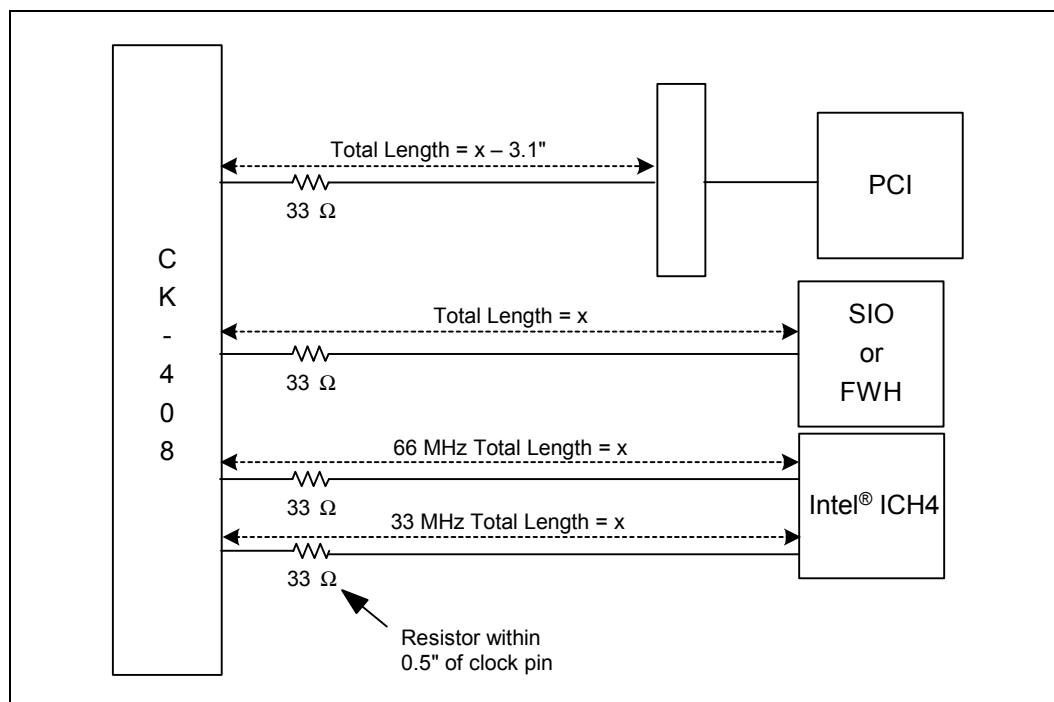 Total Length = x – 3.1"
33 Ω
PCI
C
K
-
4
0
8
Total Length = x
33 Ω
SIO
or
FWH
66 MHz Total Length = x
33 Ω
Intel® ICH4
33 MHz Total Length = x
33 Ω
Resistor within
0.5" of clock pin